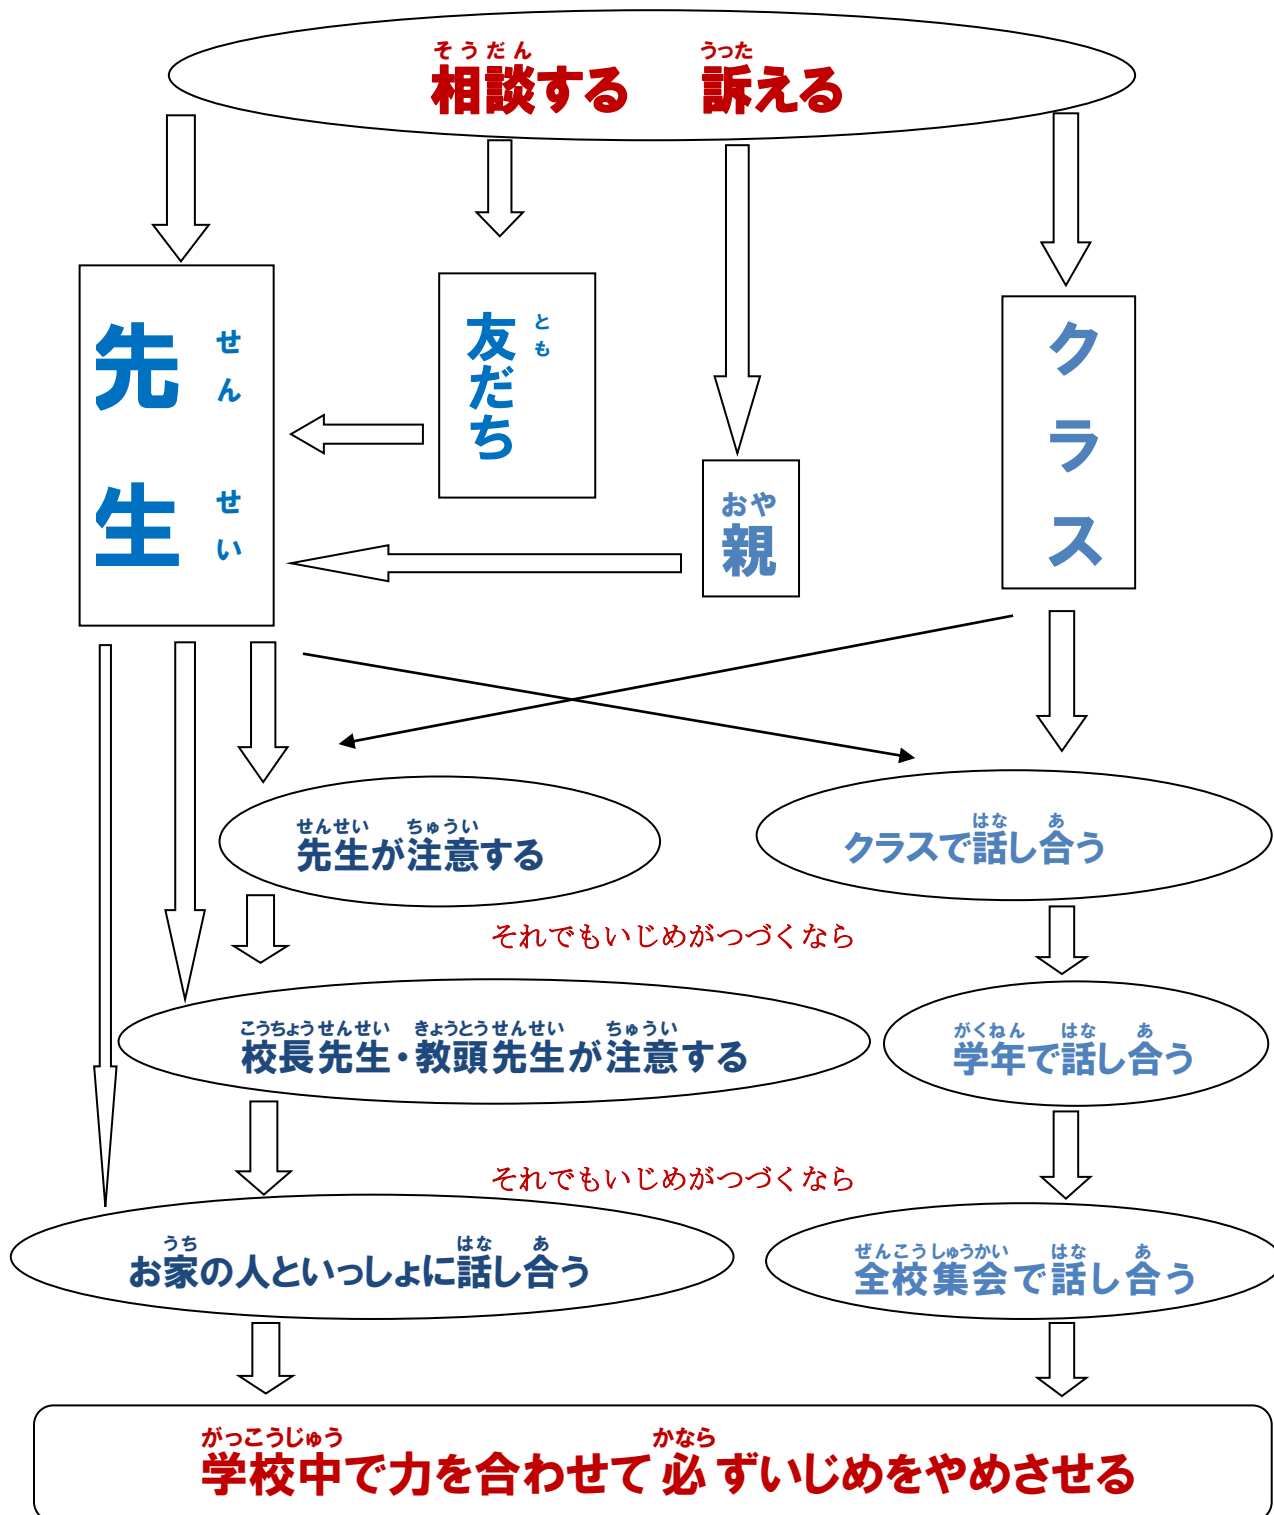 そうだん うった
相談する 訴える
先生 せんせい
友だち とも
おや
親
クラス
せんせい ちゅうい
先生が注意する
はな あ
クラスで話し合う
それでもいじめがつづくなら
こうちょうせんせい きょうとうせんせい ちゅうい
校長先生・教頭先生が注意する
がくねん はな あ
学年で話し合う
それでもいじめがつづくなら
うち はな あ
お家の人といっしょに話し合う
ぜんこうしゅうかい はな あ
全校集会で話し合う
がっこうじゅう かなら
学校中で力を合わせて必ずいじめをやめさせる